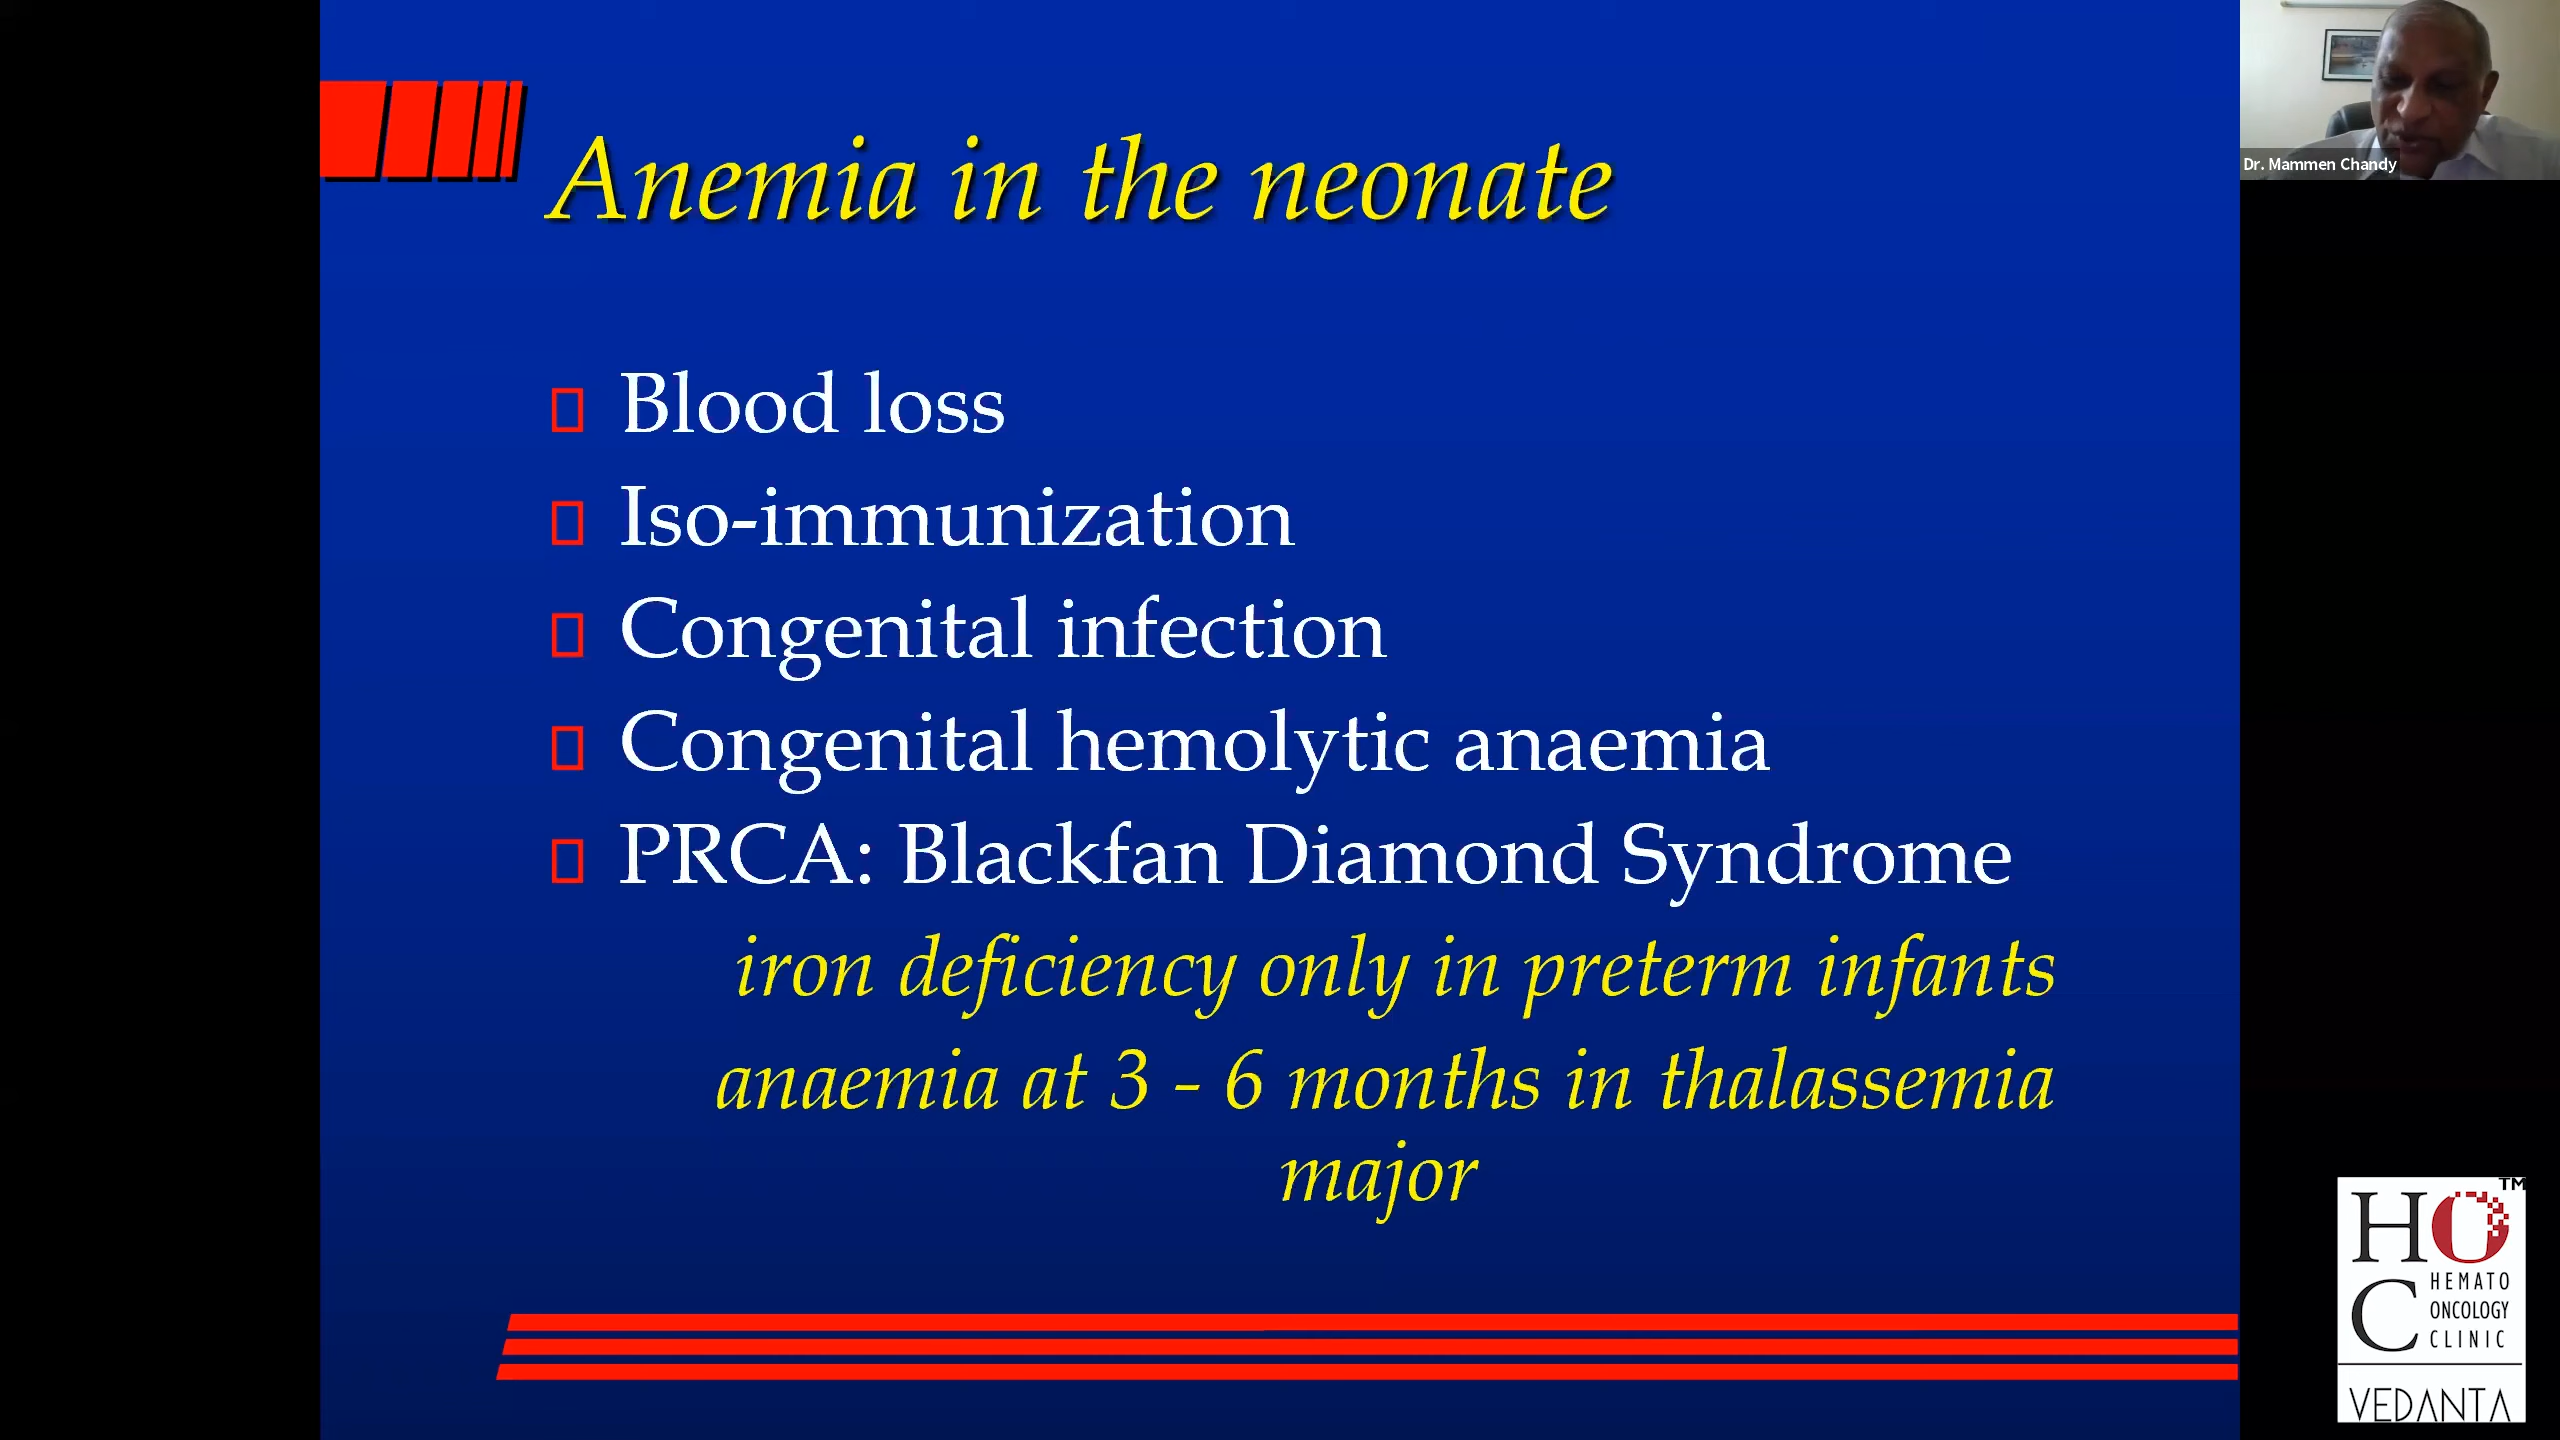 Anemia in the neonate
Blood loss
Iso-immunization
Congenital infection
Congenital hemolytic anaemia
PRCA: Blackfan Diamond Syndrome
iron deficiency only in preterm infants
anaemia at 3 - 6 months in thalassemia
major
Dr. Mammen Chandy
HOC TM
HEMATO
ONCOLOGY
CLINIC
VEDANTA